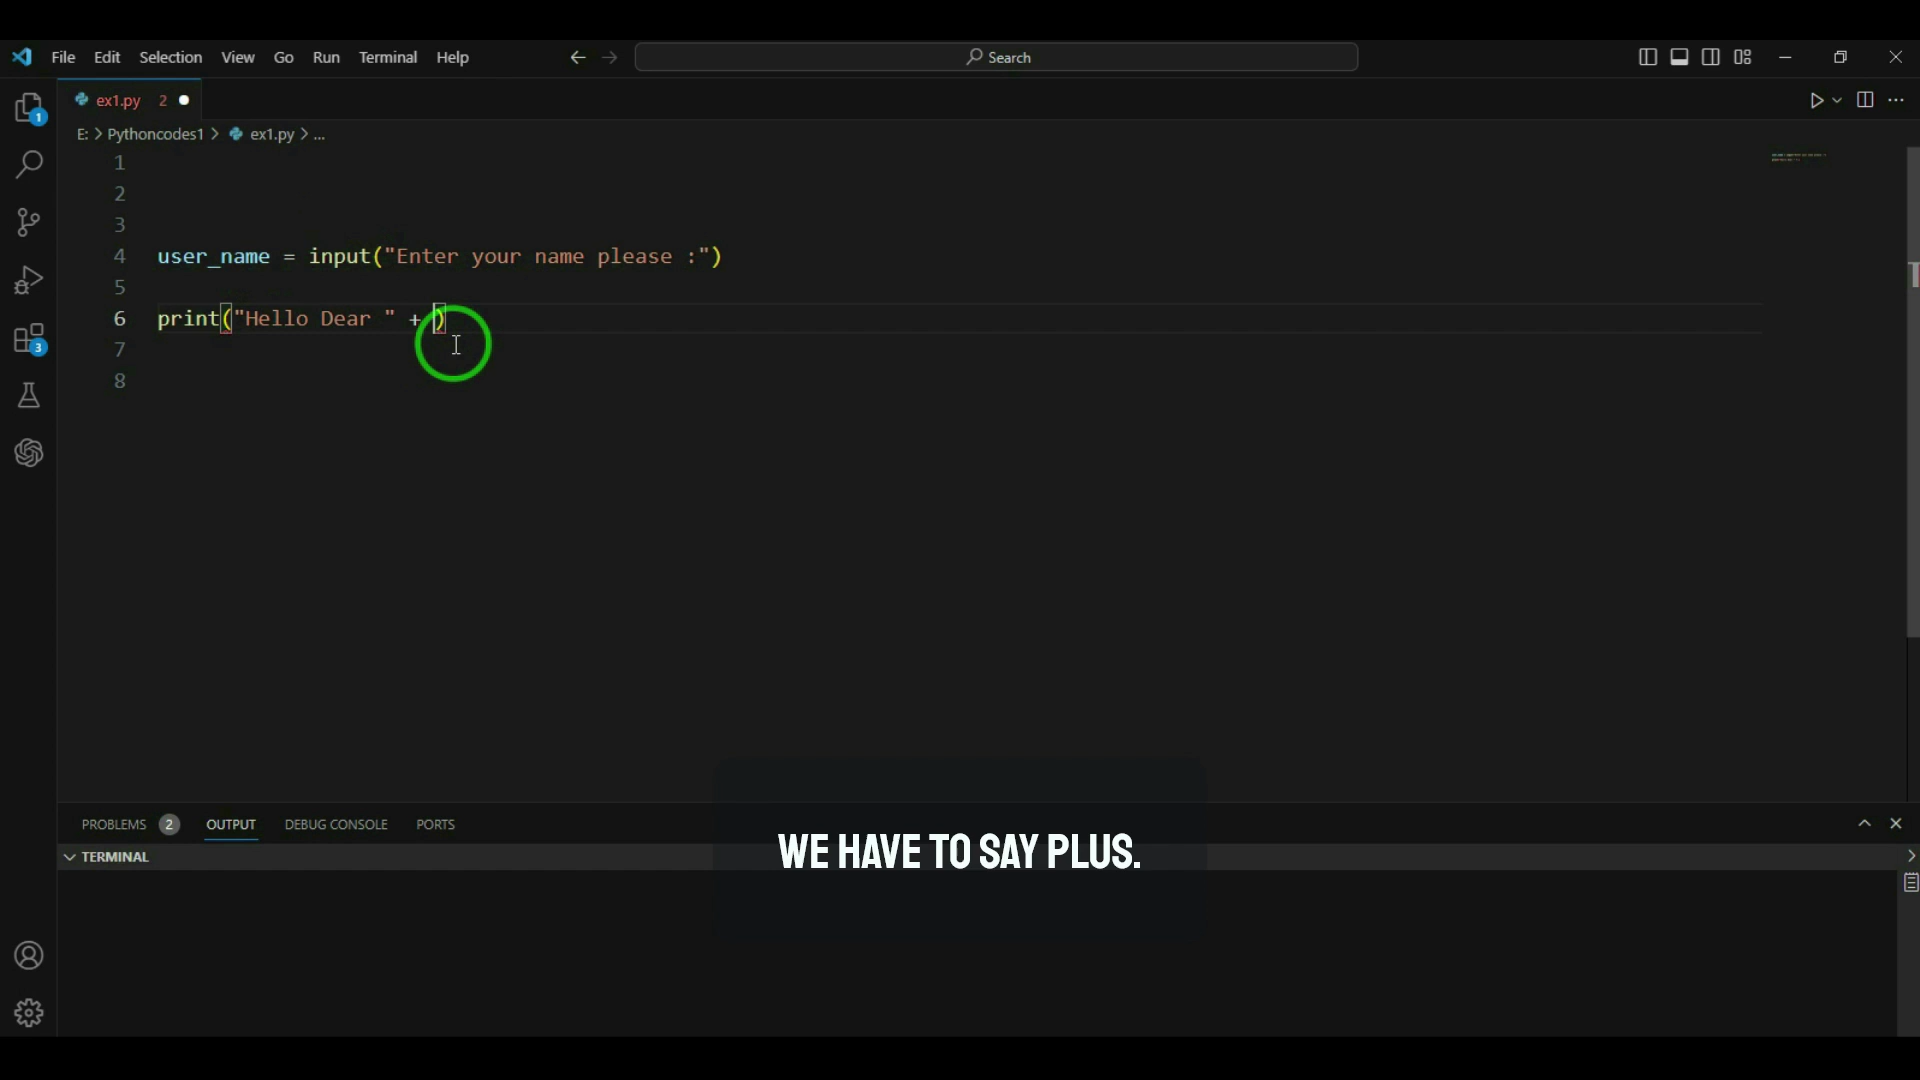 File Edit Selection View Go Run Terminal Help
Search
ex1.py 2
1
E: > Pythoncodes1 > ex1.py > ...
1
2
3
4 user_name = input("Enter your name please :")
5
6 print("Hello Dear " + )
7
8
3
PROBLEMS 2 OUTPUT DEBUG CONSOLE PORTS
TERMINAL
WE HAVE TO SAY PLUS.